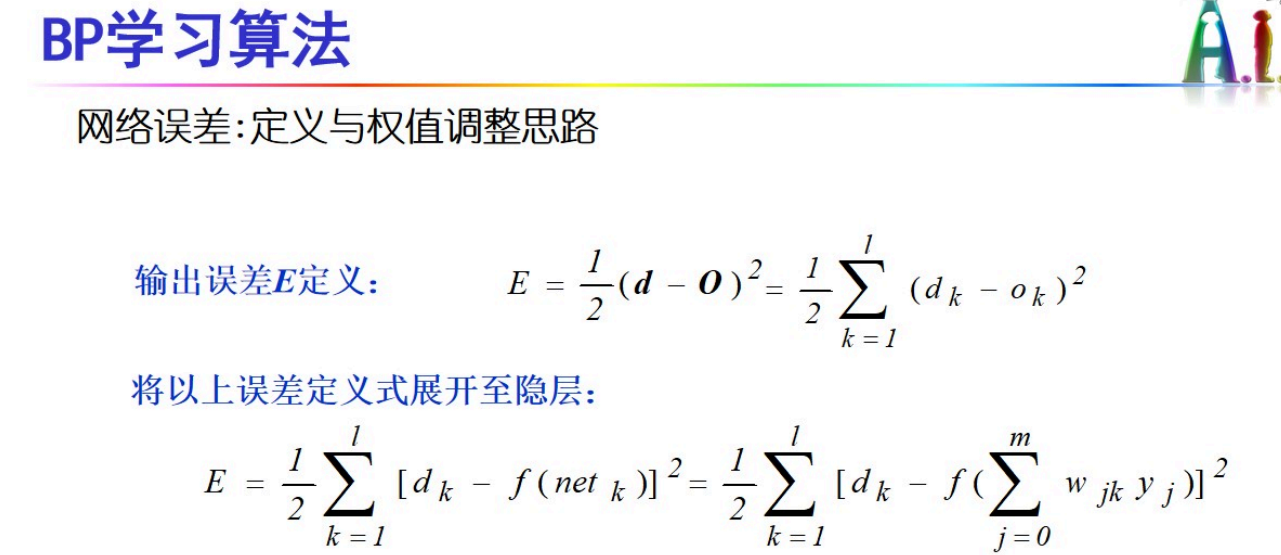 BP学习算法
A.I.
网络误差:定义与权值调整思路
输出误差E定义: E = \frac{1}{2}(d - O)^2 = \frac{1}{2}\sum_{k=1}^{l}(d_k - o_k)^2
将以上误差定义式展开至隐层:
E = \frac{1}{2}\sum_{k=1}^{l}[d_k - f(net_k)]^2 = \frac{1}{2}\sum_{k=1}^{l}[d_k - f(\sum_{j=0}^{m} w_{jk} y_j)]^2